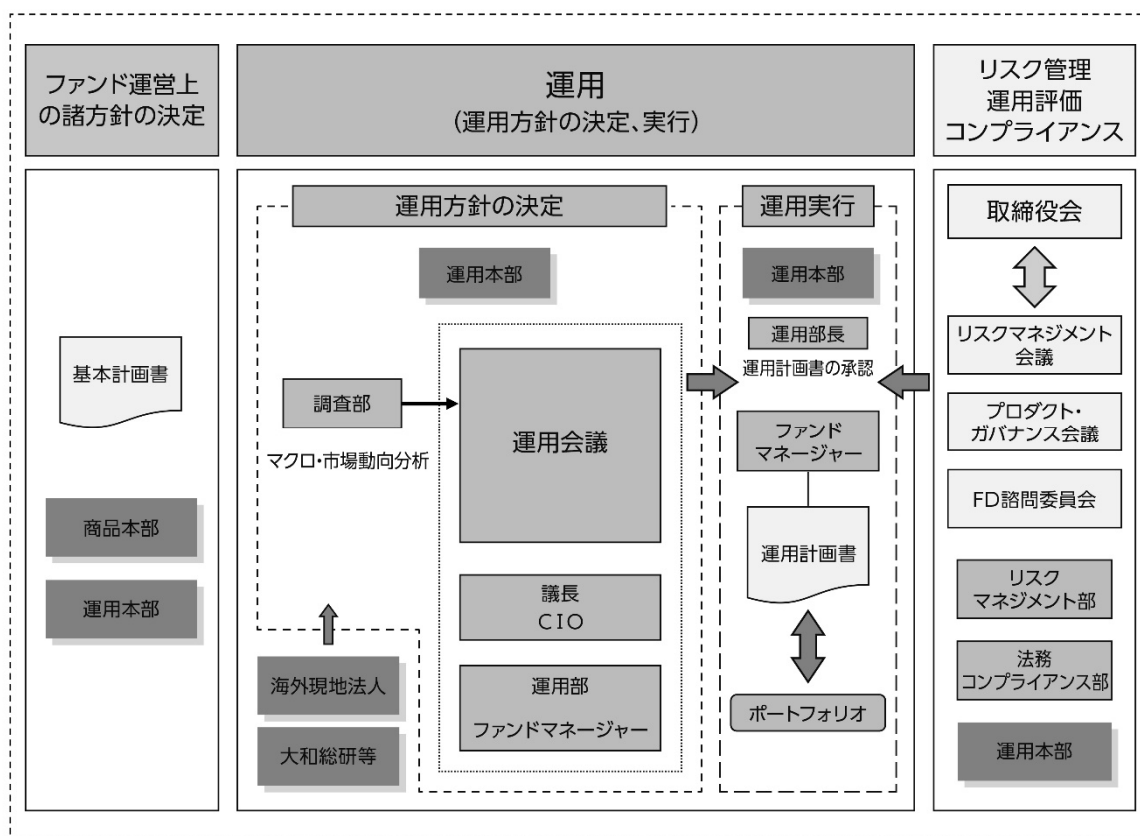 ファンド運営上
の諸方針の決定
基本計画書
商品本部
運用本部
運用
(運用方針の決定、実行)
運用方針の決定
運用本部
調査部
マクロ・市場動向分析
運用会議
議長
CIO
運用部
ファンドマネージャー
海外現地法人
大和総研等
運用実行
運用本部
運用部長
運用計画書の承認
ファンド
マネージャー
運用計画書
ポートフォリオ
リスク管理
運用評価
コンプライアンス
取締役会
リスクマネジメント
会議
プロダクト・
ガバナンス会議
FD諮問委員会
リスク
マネジメント部
法務
コンプライアンス部
運用本部